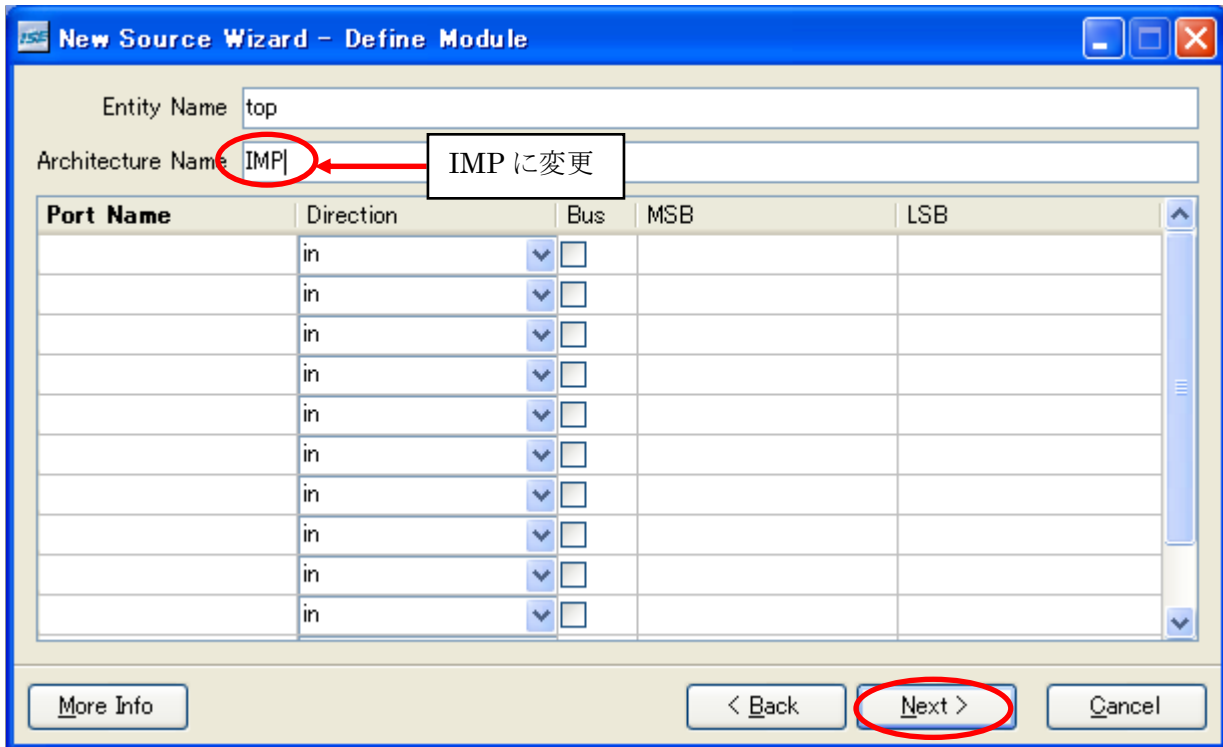 ISE New Source Wizard - Define Module
Entity Name top
Architecture Name IMP
IMP に変更
Port Name Direction Bus MSB LSB
in
in
in
in
in
in
in
in
in
in
More Info < Back Next > Cancel